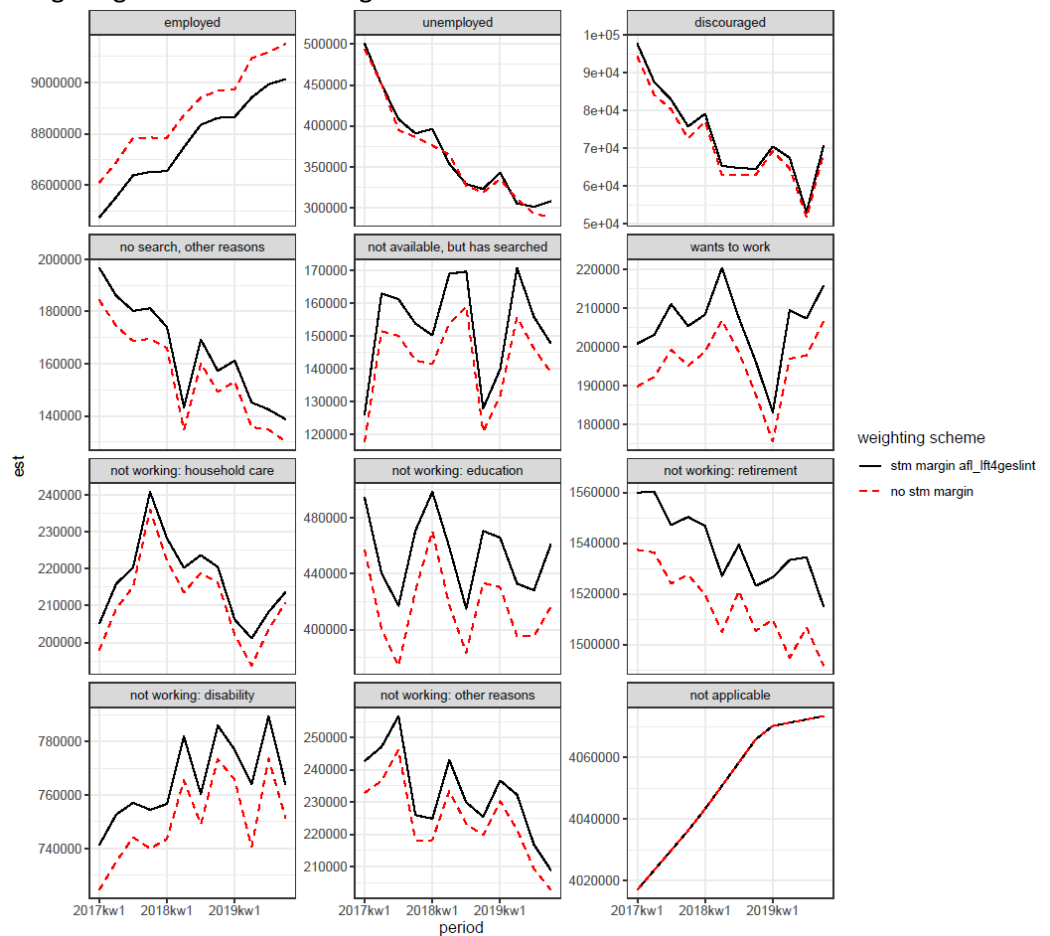 employed unemployed discouraged
500000 1e+05
9000000 450000 9e+04
400000 8e+04
8800000 350000 7e+04
8600000 300000 6e+04
5e+04
no search, other reasons not available, but has searched wants to work
200000 170000 220000
180000 160000 210000
150000 200000
160000 140000 190000
140000 130000 180000
120000
est
weighting scheme
stm margin afl_lft4geslint
no stm margin
not working: household care not working: education not working: retirement
240000 480000 1560000
230000 440000 1540000
220000 400000 1520000
210000 1500000
200000
not working: disability not working: other reasons not applicable
780000 250000 4060000
760000 240000 4040000
740000 230000 4020000
220000
210000
2017kw1 2018kw1 2019kw1 2017kw1 2018kw1 2019kw1 2017kw1 2018kw1 2019kw1
period